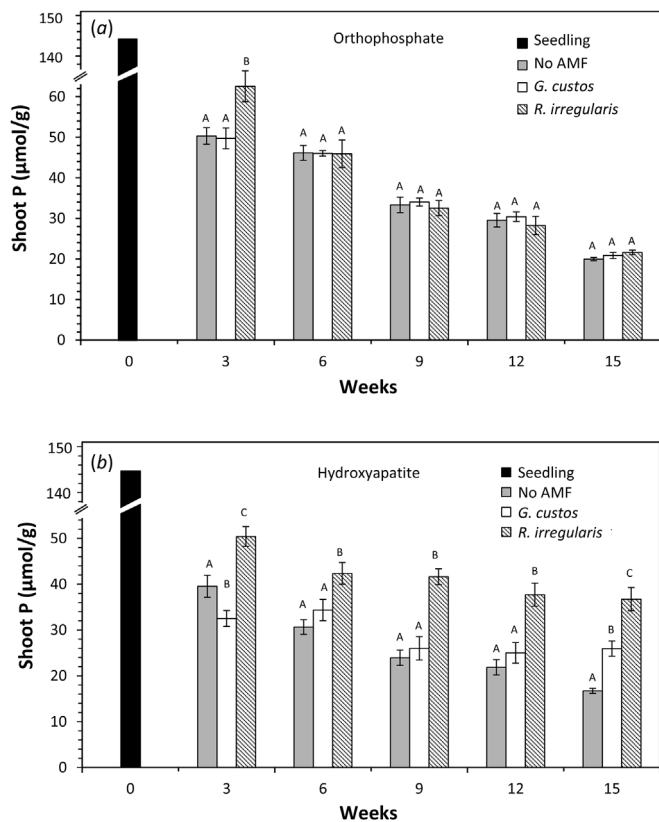 (a)
Orthophosphate
Seedling
No AMF
G. custos
R. irregularis
Shoot P (µmol/g)
150
140
60
50
40
30
20
10
0
A A B
A A A
A A A
A A A
A A A
0 3 6 9 12 15
Weeks
(b)
Hydroxyapatite
Seedling
No AMF
G. custos
R. irregularis
Shoot P (µmol/g)
150
140
50
40
30
20
10
0
A B C
A A B
A A B
A A B
A B C
0 3 6 9 12 15
Weeks